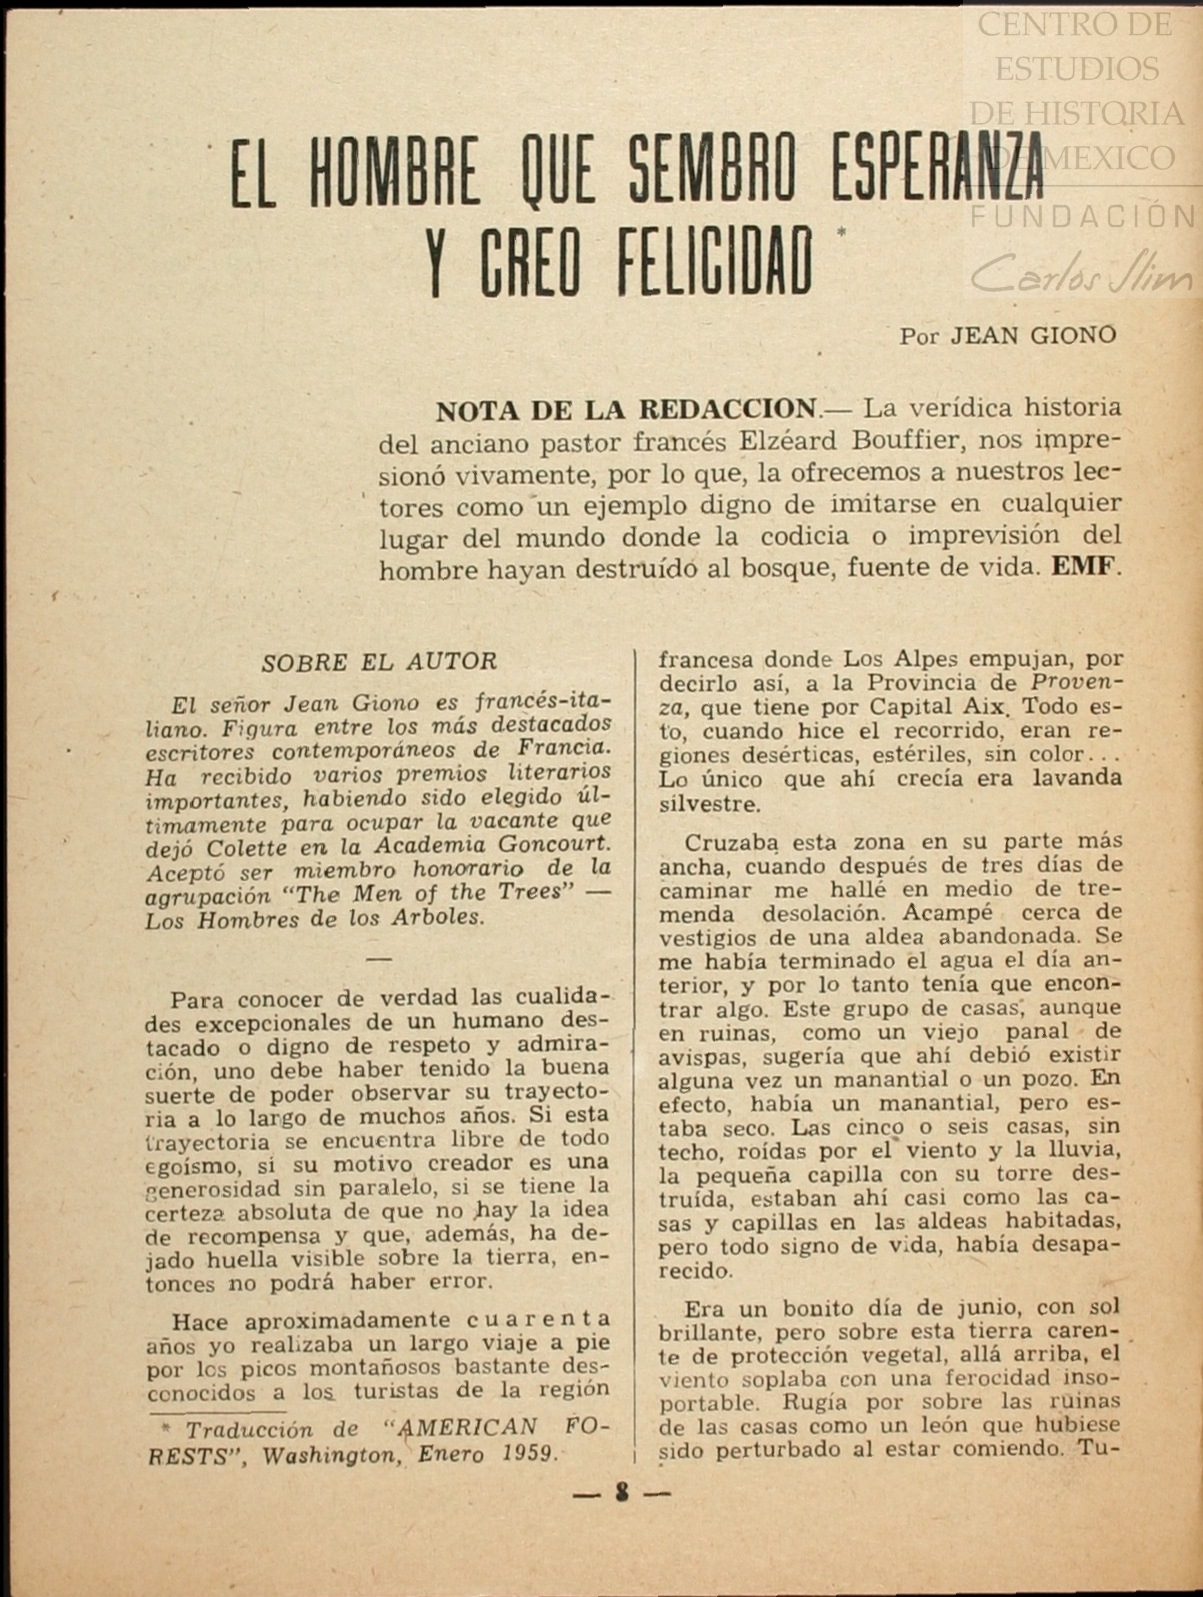 CENTRO DE
ESTUDIOS
DE HISTORIA
DE MEXICO
FUNDACIÓN
Carlos Slim
EL HOMBRE QUE SEMBRO ESPERANZA
Y CREO FELICIDAD *
Por JEAN GIONO
NOTA DE LA REDACCION.— La verídica historia
del anciano pastor francés Elzéard Bouffier, nos impre-
sionó vivamente, por lo que, la ofrecemos a nuestros lec-
tores como un ejemplo digno de imitarse en cualquier
lugar del mundo donde la codicia o imprevisión del
hombre hayan destruído al bosque, fuente de vida. EMF.
SOBRE EL AUTOR
El señor Jean Giono es francés-ita-
liano. Figura entre los más destacados
escritores contemporáneos de Francia.
Ha recibido varios premios literarios
importantes, habiendo sido elegido úl-
timamente para ocupar la vacante que
dejó Colette en la Academia Goncourt.
Aceptó ser miembro honorario de la
agrupación “The Men of the Trees” —
Los Hombres de los Arboles.
—
Para conocer de verdad las cualida-
des excepcionales de un humano des-
tacado o digno de respeto y admira-
ción, uno debe haber tenido la buena
suerte de poder observar su trayecto-
ria a lo largo de muchos años. Si esta
trayectoria se encuentra libre de todo
egoísmo, si su motivo creador es una
generosidad sin paralelo, si se tiene la
certeza absoluta de que no hay la idea
de recompensa y que, además, ha de-
jado huella visible sobre la tierra, en-
tonces no podrá haber error.
Hace aproximadamente cuarenta
años yo realizaba un largo viaje a pie
por los picos montañosos bastante des-
conocidos a los turistas de la región
* Traducción de “AMERICAN FO-
RESTS”, Washington, Enero 1959.
francesa donde Los Alpes empujan, por
decirlo así, a la Provincia de Proven-
za, que tiene por Capital Aix. Todo es-
to, cuando hice el recorrido, eran re-
giones desérticas, estériles, sin color...
Lo único que ahí crecía era lavanda
silvestre.
Cruzaba esta zona en su parte más
ancha, cuando después de tres días de
caminar me hallé en medio de tre-
menda desolación. Acampé cerca de
vestigios de una aldea abandonada. Se
me había terminado el agua el día an-
terior, y por lo tanto tenía que encon-
trar algo. Este grupo de casas, aunque
en ruinas, como un viejo panal de
avispas, sugería que ahí debió existir
alguna vez un manantial o un pozo. En
efecto, había un manantial, pero es-
taba seco. Las cinco o seis casas, sin
techo, roídas por el viento y la lluvia,
la pequeña capilla con su torre des-
truída, estaban ahí casi como las ca-
sas y capillas en las aldeas habitadas,
pero todo signo de vida, había desapa-
recido.
Era un bonito día de junio, con sol
brillante, pero sobre esta tierra caren-
te de protección vegetal, allá arriba, el
viento soplaba con una ferocidad inso-
portable. Rugía por sobre las ruinas
de las casas como un león que hubiese
sido perturbado al estar comiendo. Tu-
— 8 —